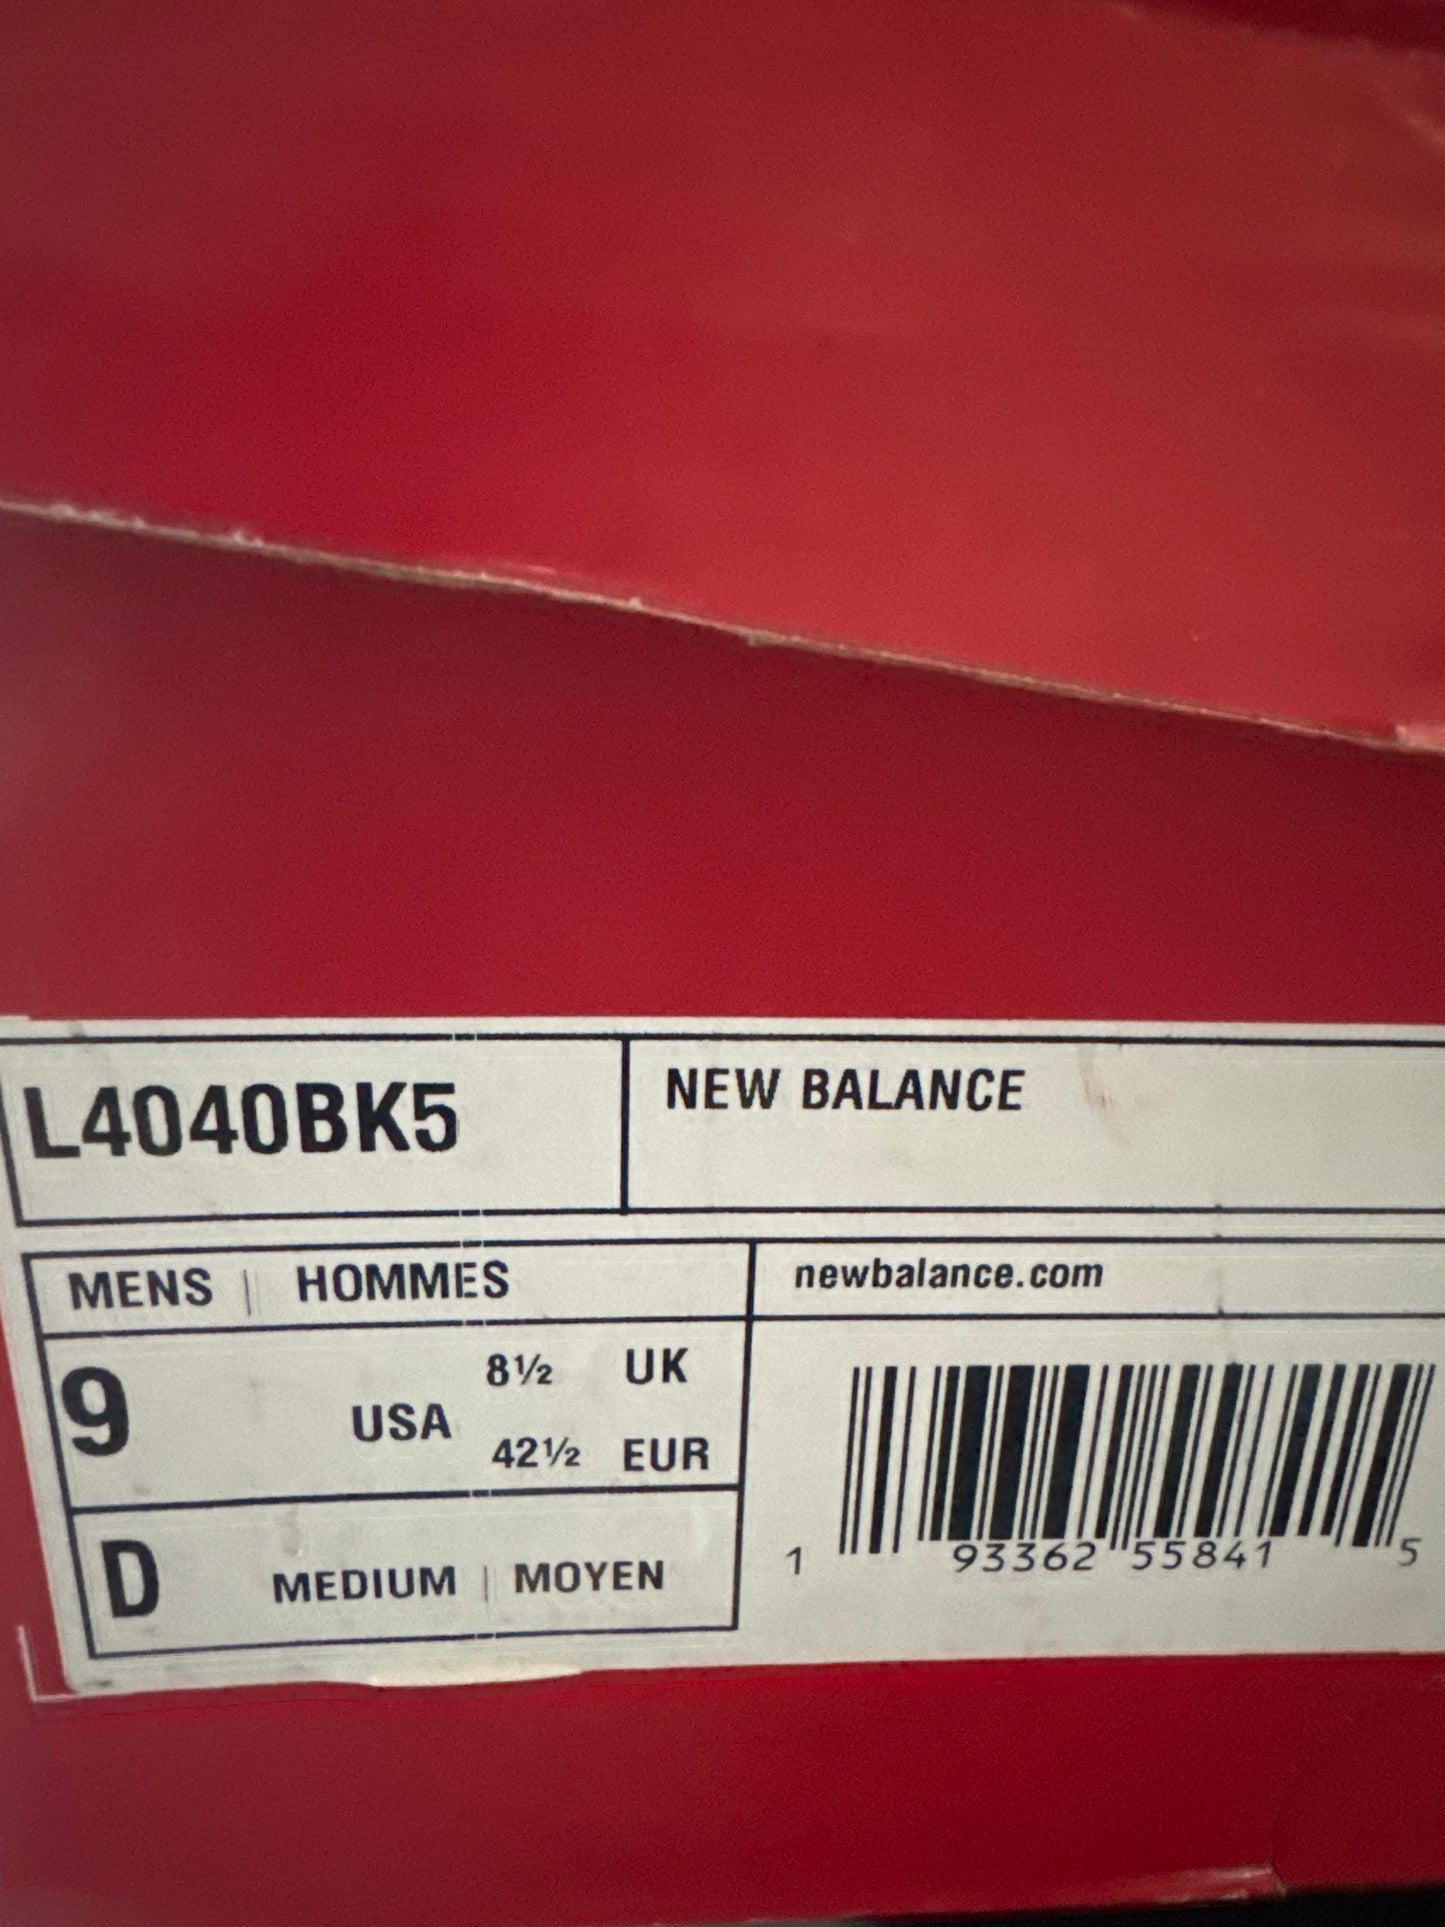 L4040BK5
NEW BALANCE
MENS | HOMMES
newbalance.com
9 USA
8½ UK
42½ EUR
D MEDIUM | MOYEN
1 93362 55841 5